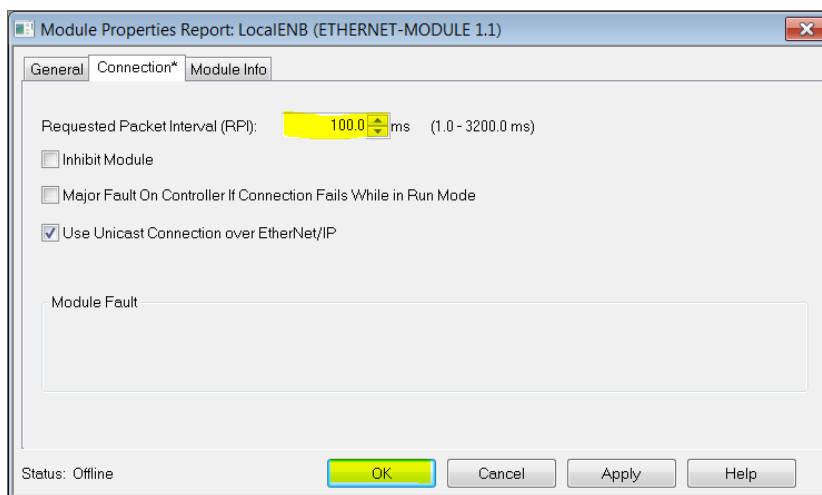 Module Properties Report: LocalENB (ETHERNET-MODULE 1.1)
General Connection* Module Info
Requested Packet Interval (RPI): 100.0 ms (1.0 - 3200.0 ms)
Inhibit Module
Major Fault On Controller If Connection Fails While in Run Mode
Use Unicast Connection over EtherNet/IP
Module Fault
Status: Offline OK Cancel Apply Help